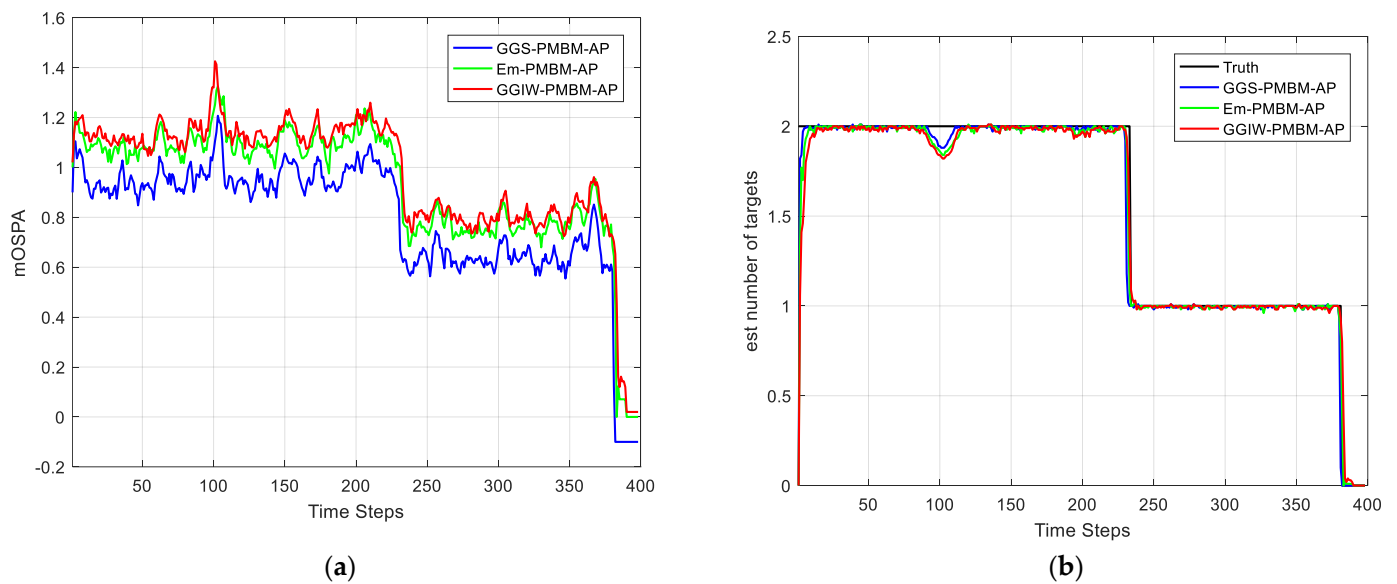 1.6
1.4
1.2
1
0.8
0.6
0.4
0.2
0
-0.2
50 100 150 200 250 300 350 400
mOSPA
Time Steps
GGS-PMBM-AP
Em-PMBM-AP
GGIW-PMBM-AP
(a)
2.5
2
1.5
1
0.5
0
50 100 150 200 250 300 350 400
est number of targets
Time Steps
Truth
GGS-PMBM-AP
Em-PMBM-AP
GGIW-PMBM-AP
(b)